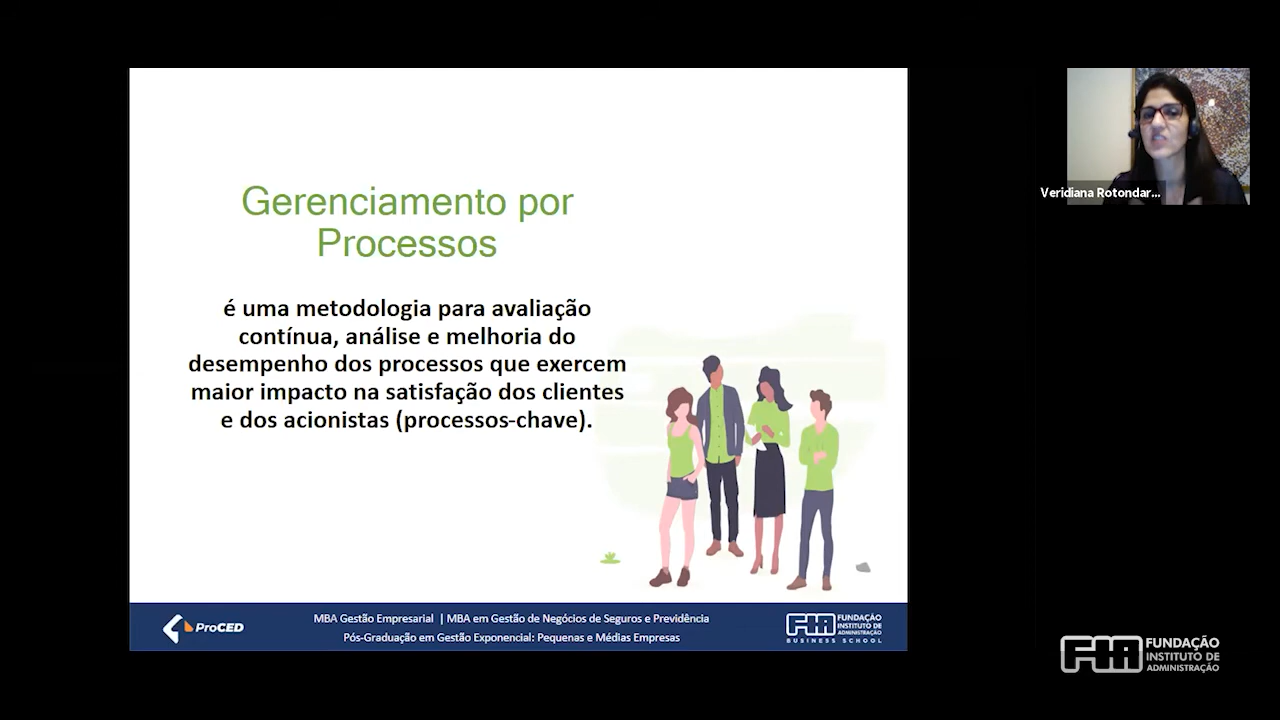 Gerenciamento por
Processos
é uma metodologia para avaliação
contínua, análise e melhoria do
desempenho dos processos que exercem
maior impacto na satisfação dos clientes
e dos acionistas (processos-chave).
Veridiana Rotondar...
ProCED
MBA Gestão Empresarial | MBA em Gestão de Negócios de Seguros e Previdência
Pós-Graduação em Gestão Exponencial: Pequenas e Médias Empresas
FIA FUNDAÇÃO
INSTITUTO DE
ADMINISTRAÇÃO
BUSINESS SCHOOL
FIA FUNDAÇÃO
INSTITUTO DE
ADMINISTRAÇÃO